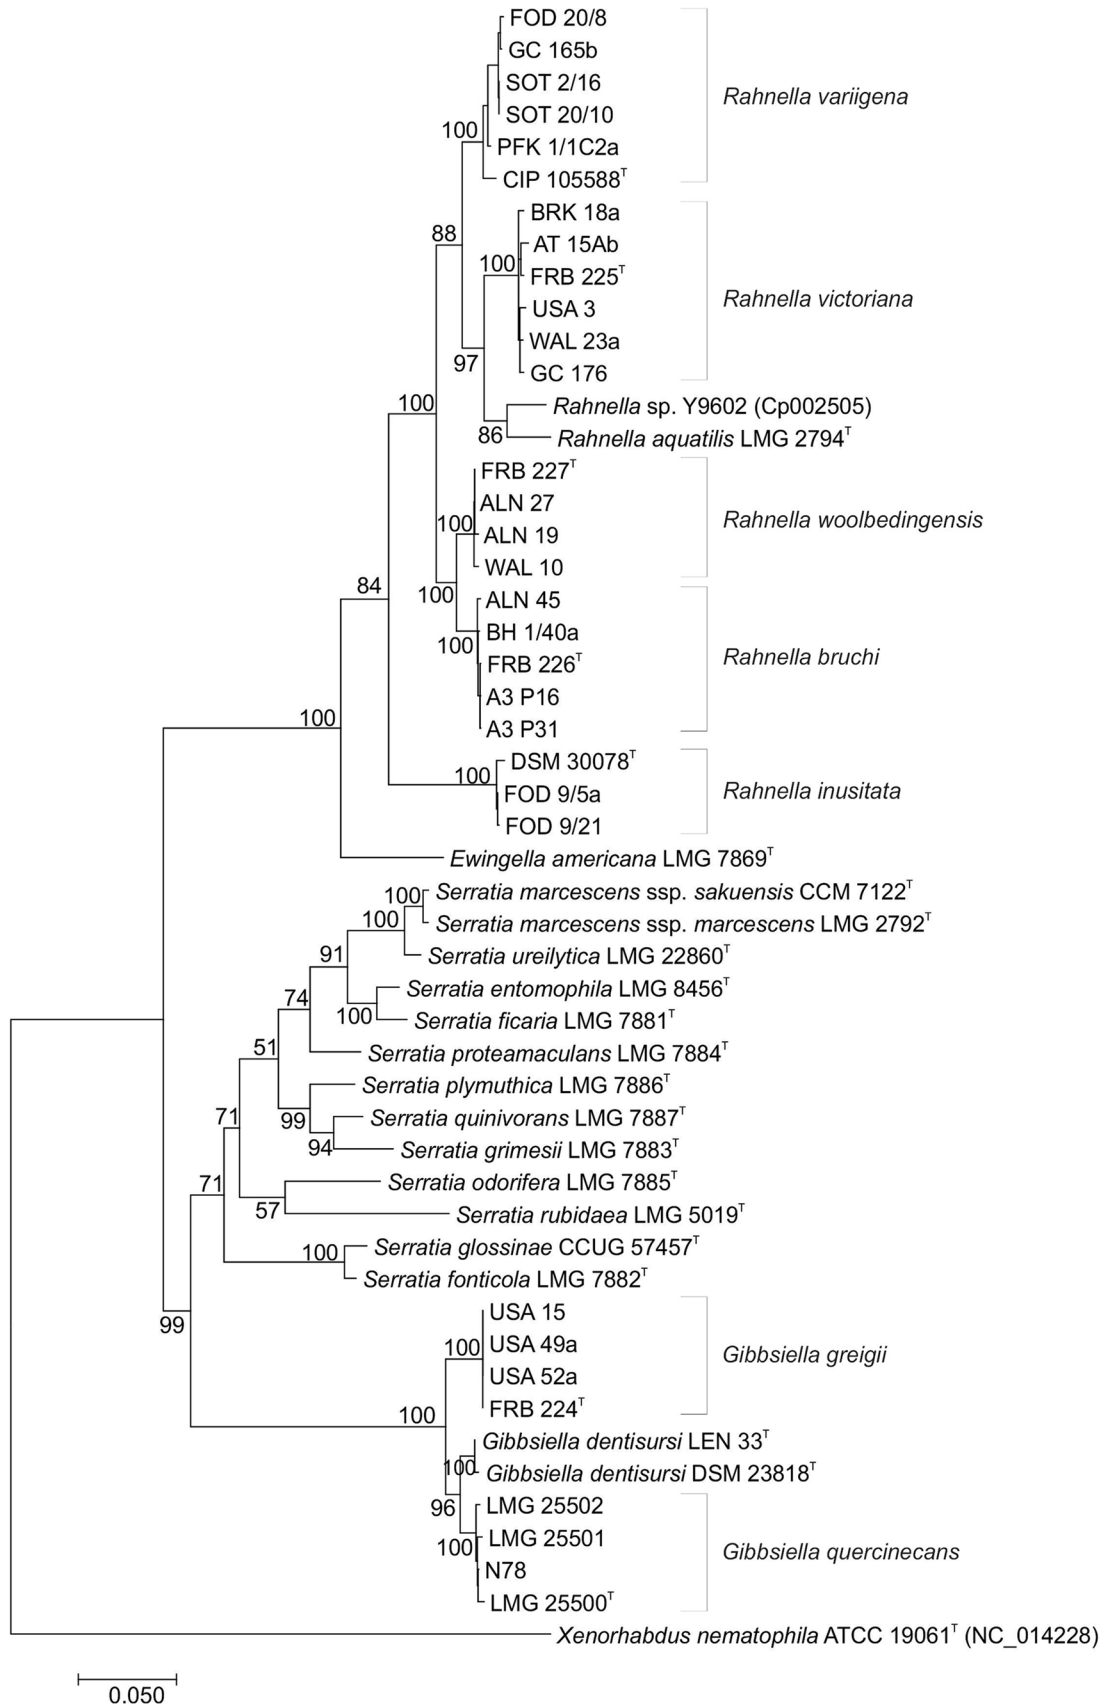 FOD 20/8
GC 165b
SOT 2/16
SOT 20/10
PFK 1/1C2a
CIP 105588T
100
Rahnella variigena
88
BRK 18a
AT 15Ab
FRB 225T
USA 3
WAL 23a
GC 176
100
Rahnella victoriana
97
Rahnella sp. Y9602 (Cp002505)
Rahnella aquatilis LMG 2794T
86
100
FRB 227T
ALN 27
ALN 19
WAL 10
100
Rahnella woolbedingensis
100
84
ALN 45
BH 1/40a
FRB 226T
A3 P16
A3 P31
100
Rahnella bruchi
100
DSM 30078T
FOD 9/5a
FOD 9/21
100
Rahnella inusitata
Ewingella americana LMG 7869T
Serratia marcescens ssp. sakuensis CCM 7122T
100
Serratia marcescens ssp. marcescens LMG 2792T
100
Serratia ureilytica LMG 22860T
91
Serratia entomophila LMG 8456T
74
100
Serratia ficaria LMG 7881T
51
Serratia proteamaculans LMG 7884T
Serratia plymuthica LMG 7886T
71
99
Serratia quinivorans LMG 7887T
94
Serratia grimesii LMG 7883T
71
Serratia odorifera LMG 7885T
57
Serratia rubidaea LMG 5019T
100
Serratia glossinae CCUG 57457T
Serratia fonticola LMG 7882T
99
USA 15
USA 49a
USA 52a
FRB 224T
100
Gibbsiella greigii
100
Gibbsiella dentisursi LEN 33T
100
Gibbsiella dentisursi DSM 23818T
96
LMG 25502
LMG 25501
N78
LMG 25500T
100
Gibbsiella quercinecans
Xenorhabdus nematophila ATCC 19061T (NC_014228)
0.050